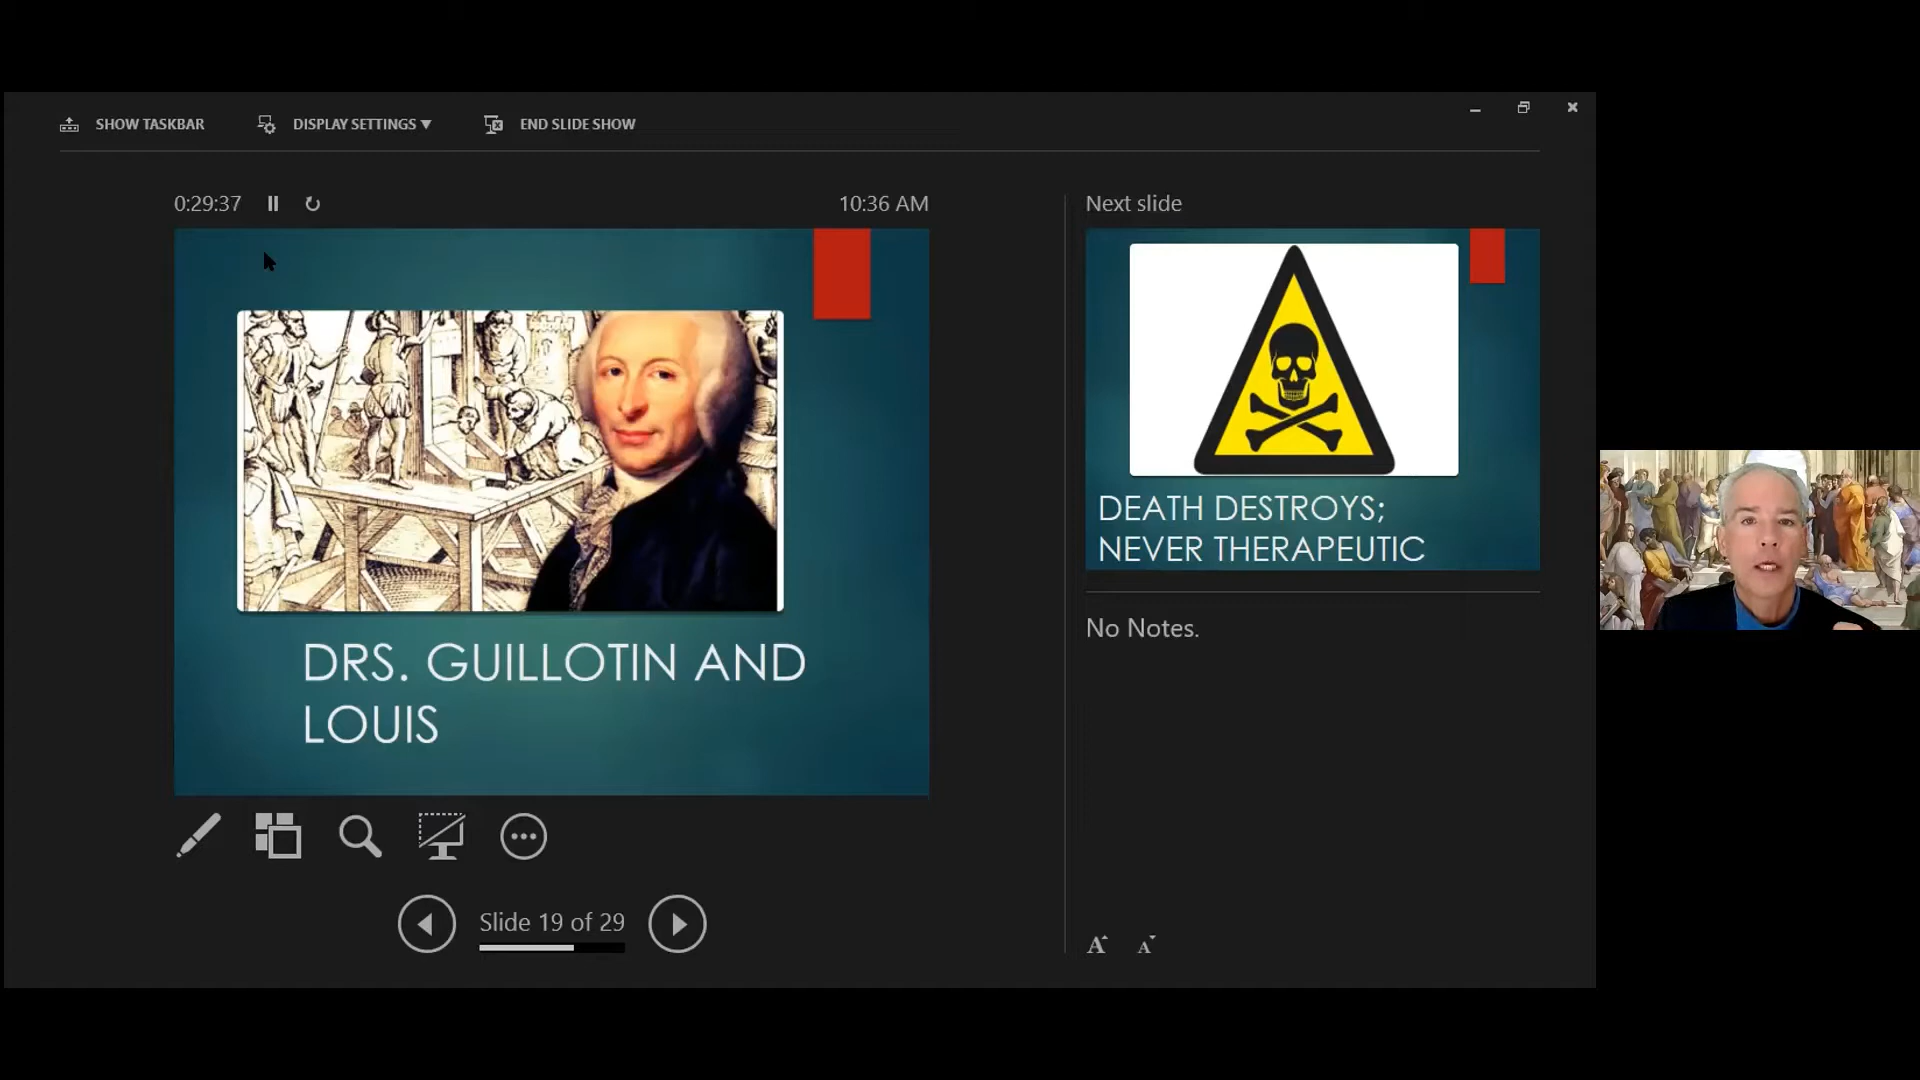 SHOW TASKBAR
DISPLAY SETTINGS ▼
END SLIDE SHOW
0:29:37
10:36 AM
DRS. GUILLOTIN AND
LOUIS
Slide 19 of 29
Next slide
DEATH DESTROYS;
NEVER THERAPEUTIC
No Notes.
A A